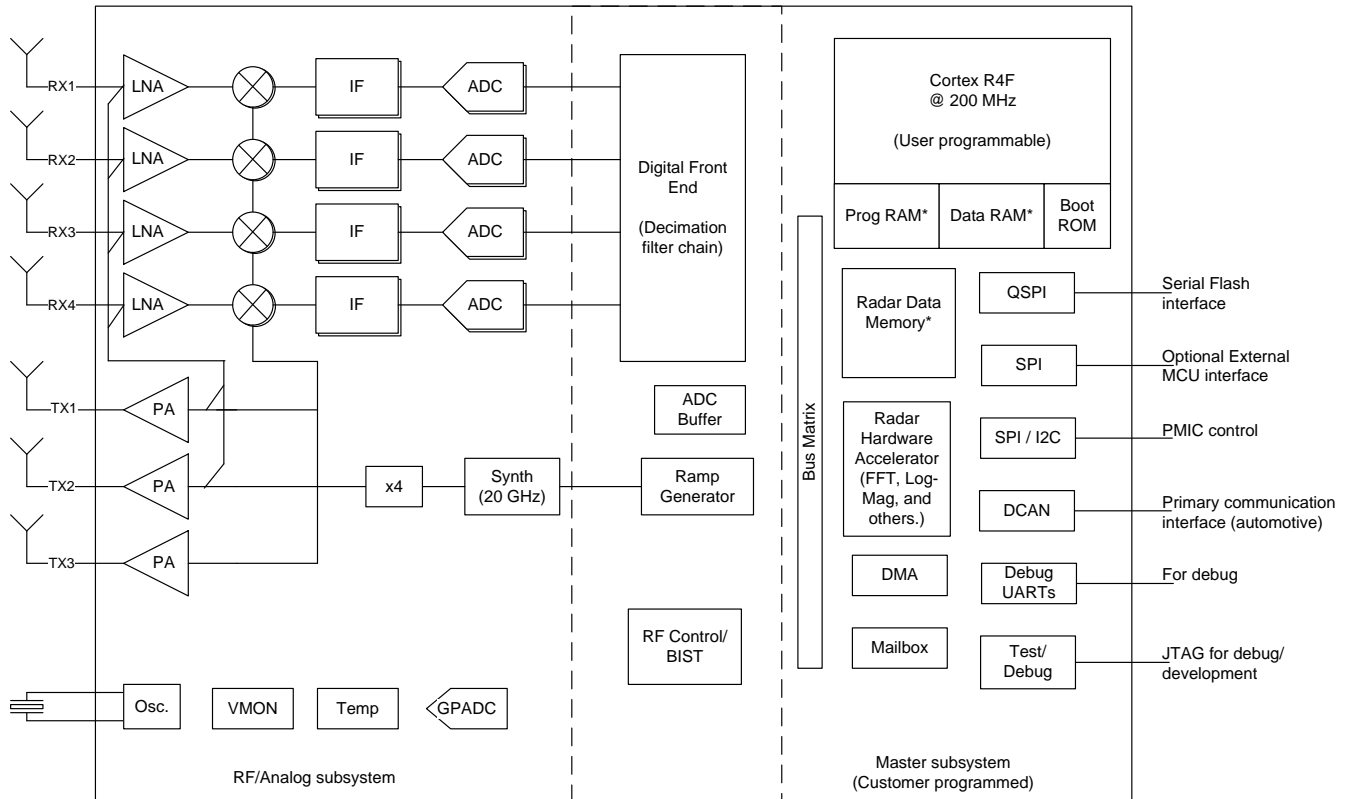 RX1
LNA
IF
ADC
RX2
LNA
IF
ADC
RX3
LNA
IF
ADC
RX4
LNA
IF
ADC
TX1
PA
TX2
PA
TX3
PA
x4
Synth
(20 GHz)
Osc.
VMON
Temp
GPADC
RF/Analog subsystem
Digital Front
End
(Decimation
filter chain)
ADC
Buffer
Ramp
Generator
RF Control/
BIST
Bus Matrix
Cortex R4F
@ 200 MHz
(User programmable)
Prog RAM*
Data RAM*
Boot
ROM
Radar Data
Memory*
Radar
Hardware
Accelerator
(FFT, Log-
Mag, and
others.)
DMA
Mailbox
QSPI
SPI
SPI / I2C
DCAN
Debug
UARTs
Test/
Debug
Serial Flash
interface
Optional External
MCU interface
PMIC control
Primary communication
interface (automotive)
For debug
JTAG for debug/
development
Master subsystem
(Customer programmed)